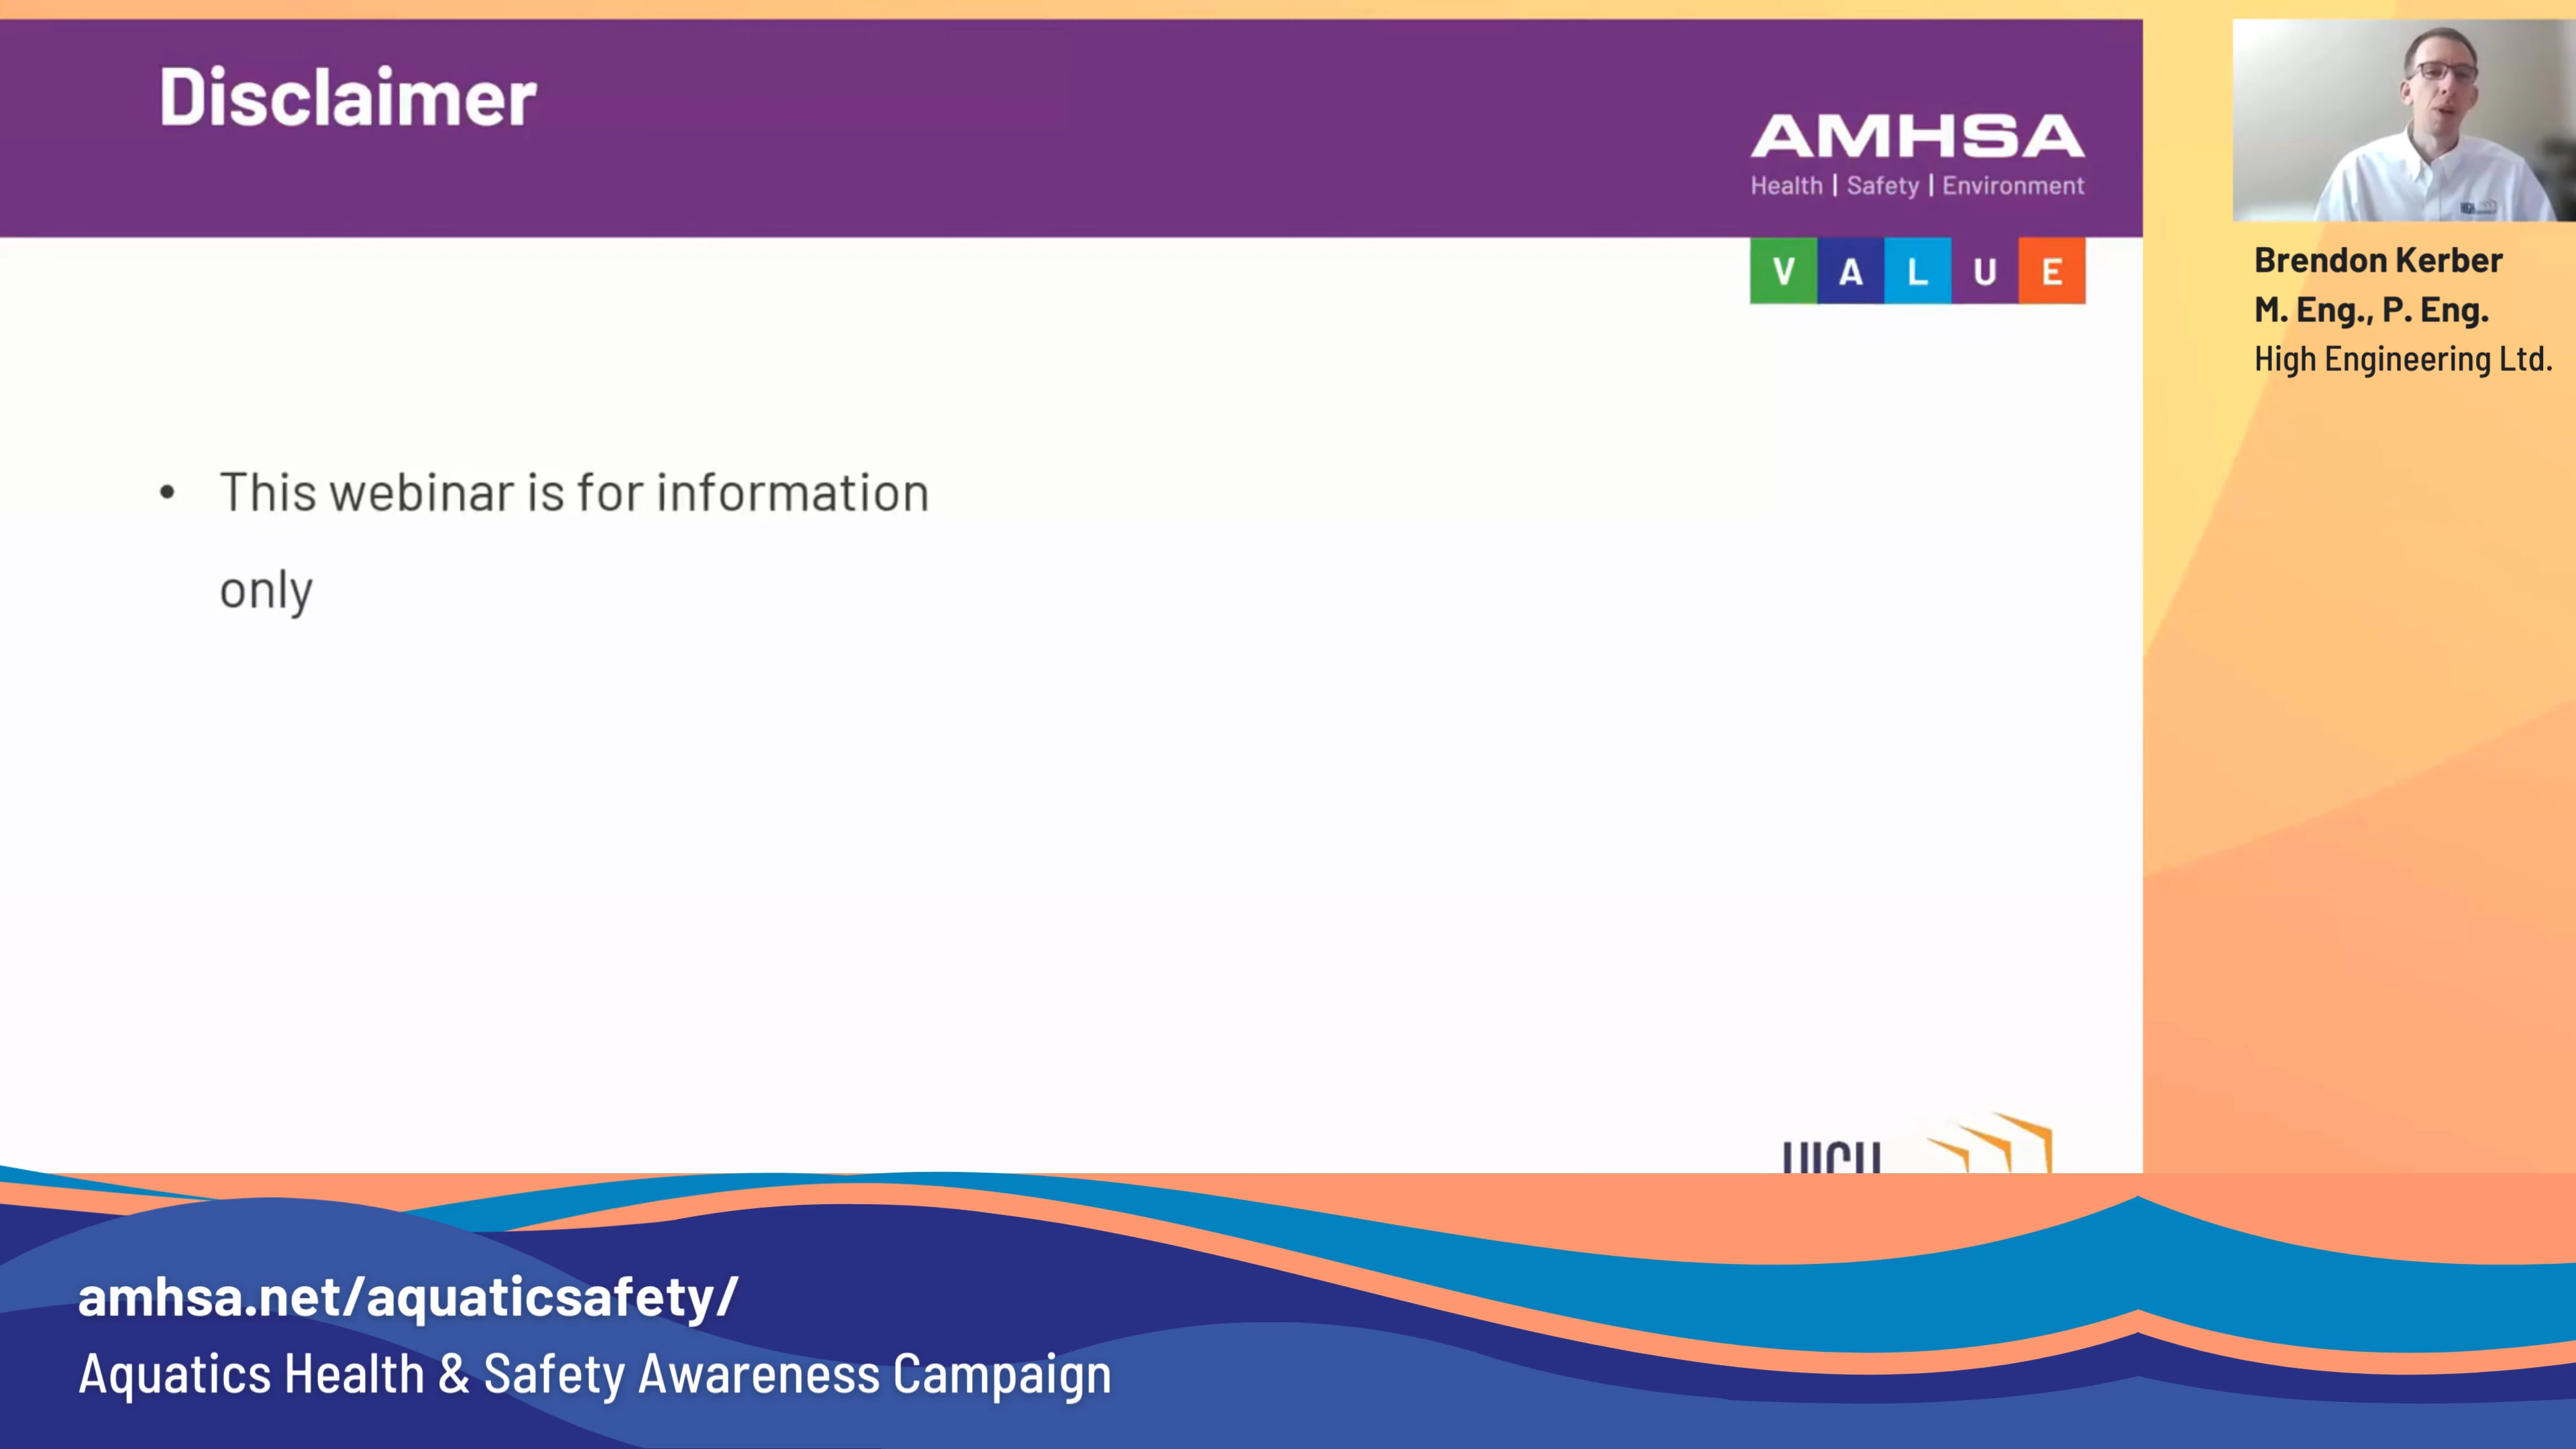 Disclaimer
AMHSA
Health | Safety | Environment
VALUE
• This webinar is for information
only
Brendon Kerber
M. Eng., P. Eng.
High Engineering Ltd.
amhsa.net/aquaticsafety/
Aquatics Health & Safety Awareness Campaign